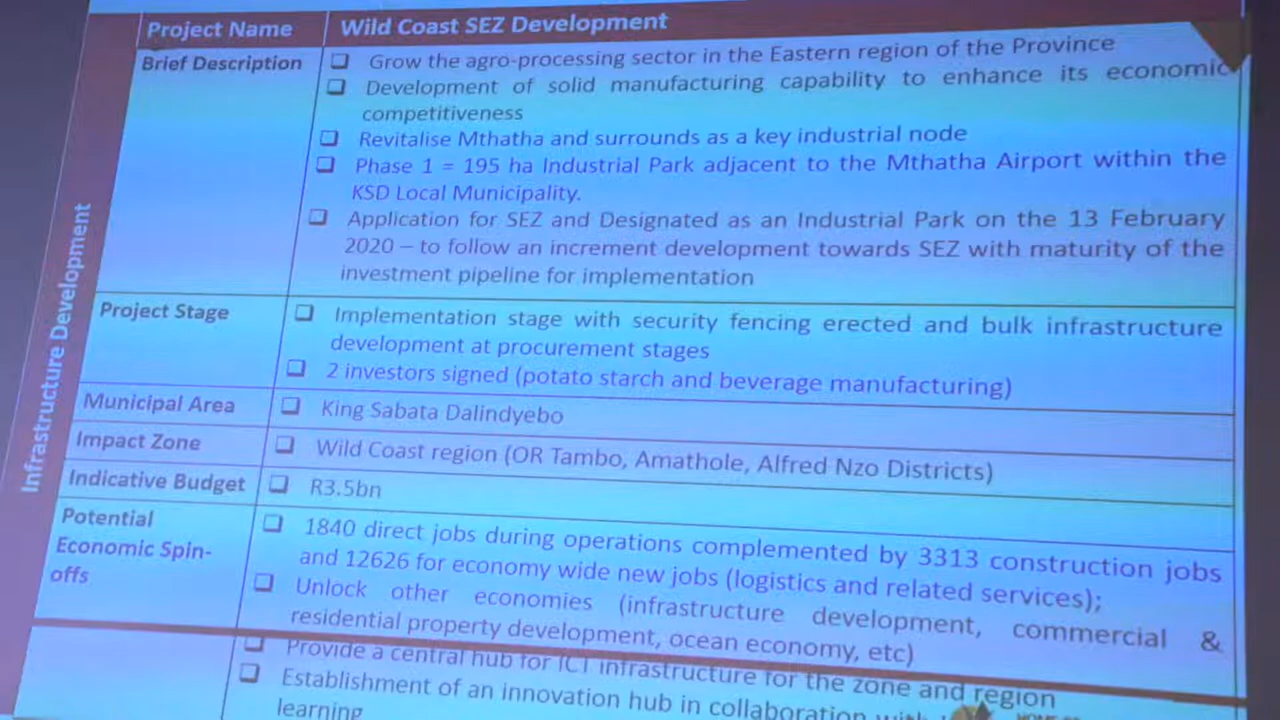 Infrastructure Development
Project Name
Wild Coast SEZ Development
Brief Description
❑ Grow the agro-processing sector in the Eastern region of the Province
❑ Development of solid manufacturing capability to enhance its economic
competitiveness
❑ Revitalise Mthatha and surrounds as a key industrial node
❑ Phase 1 = 195 ha Industrial Park adjacent to the Mthatha Airport within the
KSD Local Municipality.
❑ Application for SEZ and Designated as an Industrial Park on the 13 February
2020 – to follow an increment development towards SEZ with maturity of the
investment pipeline for implementation
Project Stage
❑ Implementation stage with security fencing erected and bulk infrastructure
development at procurement stages
❑ 2 investors signed (potato starch and beverage manufacturing)
Municipal Area
❑ King Sabata Dalindyebo
Impact Zone
❑ Wild Coast region (OR Tambo, Amathole, Alfred Nzo Districts)
Indicative Budget
❑ R3.5bn
Potential
Economic Spin-
offs
❑ 1840 direct jobs during operations complemented by 3313 construction jobs
and 12626 for economy wide new jobs (logistics and related services);
❑ Unlock other economies (infrastructure development, commercial &
residential property development, ocean economy, etc)
❑ Provide a central hub for ICT infrastructure for the zone and region
❑ Establishment of an innovation hub in collaboration with
learning